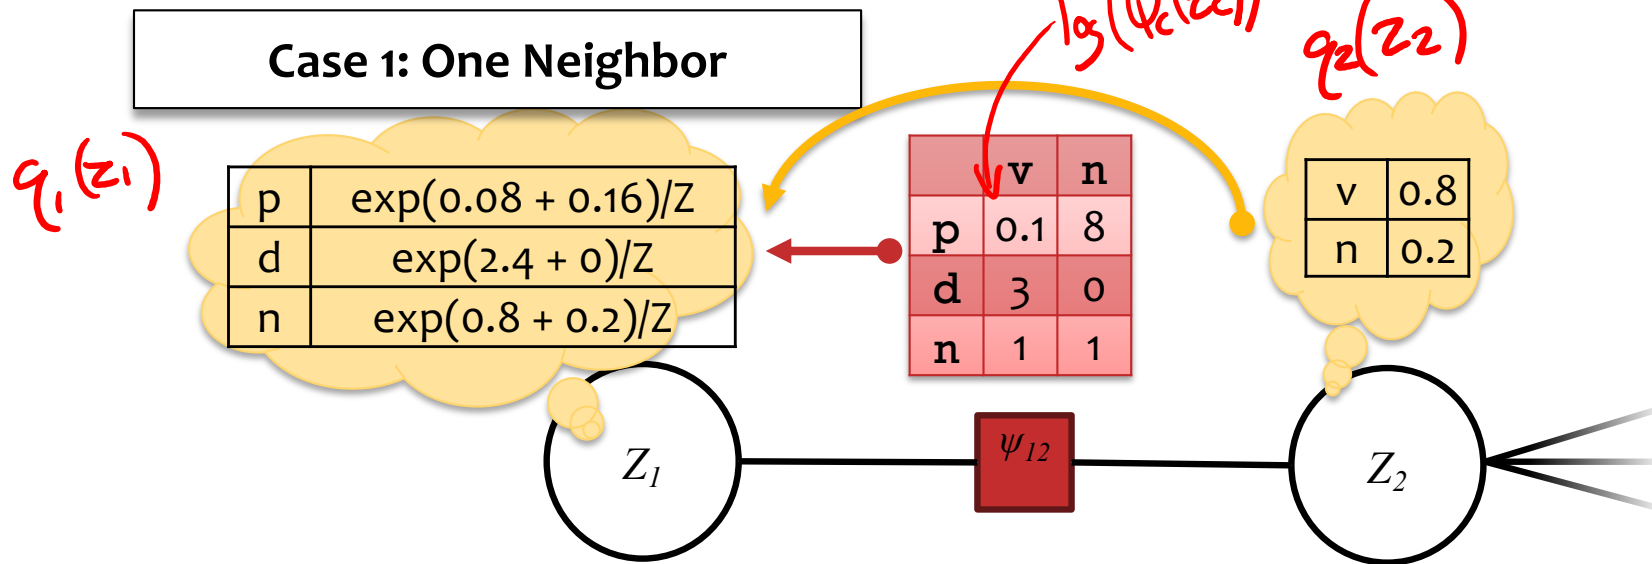 Case 1: One Neighbor
log(ψc(zc))
q2(z2)
q1(z1)
p exp(0.08 + 0.16)/Z
d exp(2.4 + 0)/Z
n exp(0.8 + 0.2)/Z
v n
p 0.1 8
d 3 0
n 1 1
v 0.8
n 0.2
Z1
ψ12
Z2